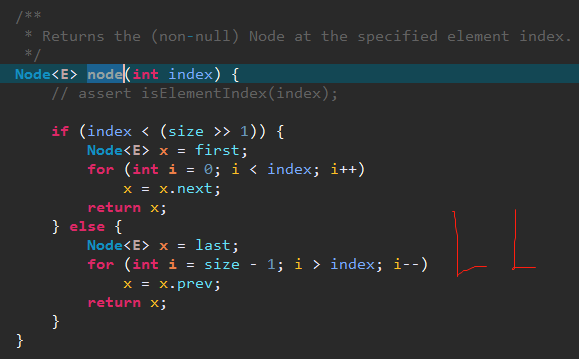 /**
 * Returns the (non-null) Node at the specified element index.
 */
Node<E> node(int index) {
    // assert isElementIndex(index);

    if (index < (size >> 1)) {
        Node<E> x = first;
        for (int i = 0; i < index; i++)
            x = x.next;
        return x;
    } else {
        Node<E> x = last;
        for (int i = size - 1; i > index; i--)
            x = x.prev;
        return x;
    }
}
LL